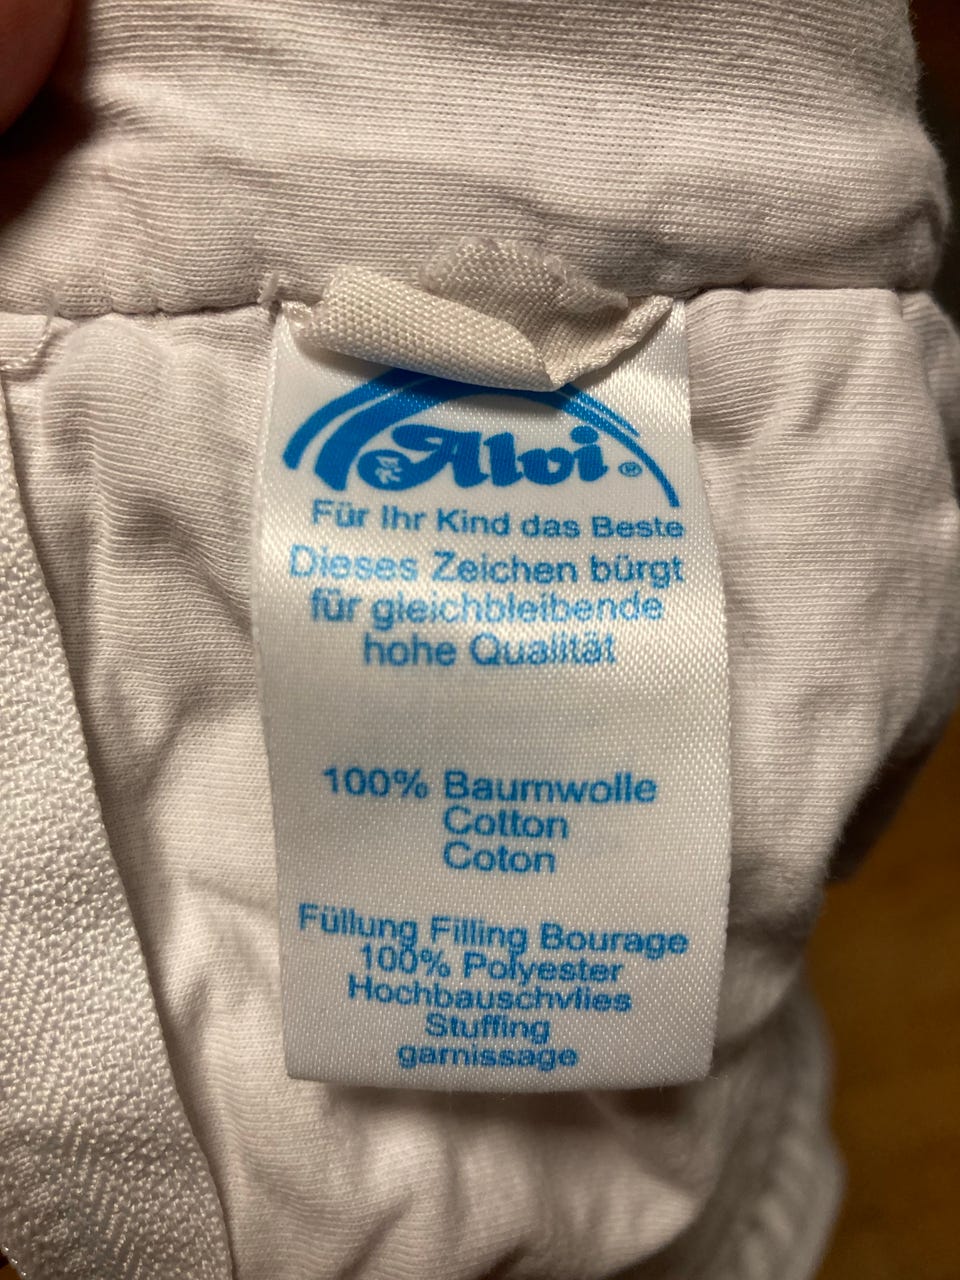 Alvi®
Für Ihr Kind das Beste
Dieses Zeichen bürgt
für gleichbleibende
hohe Qualität
100% Baumwolle
Cotton
Coton
Füllung Filling Bourage
100% Polyester
Hochbauschvlies
Stuffing
garnissage